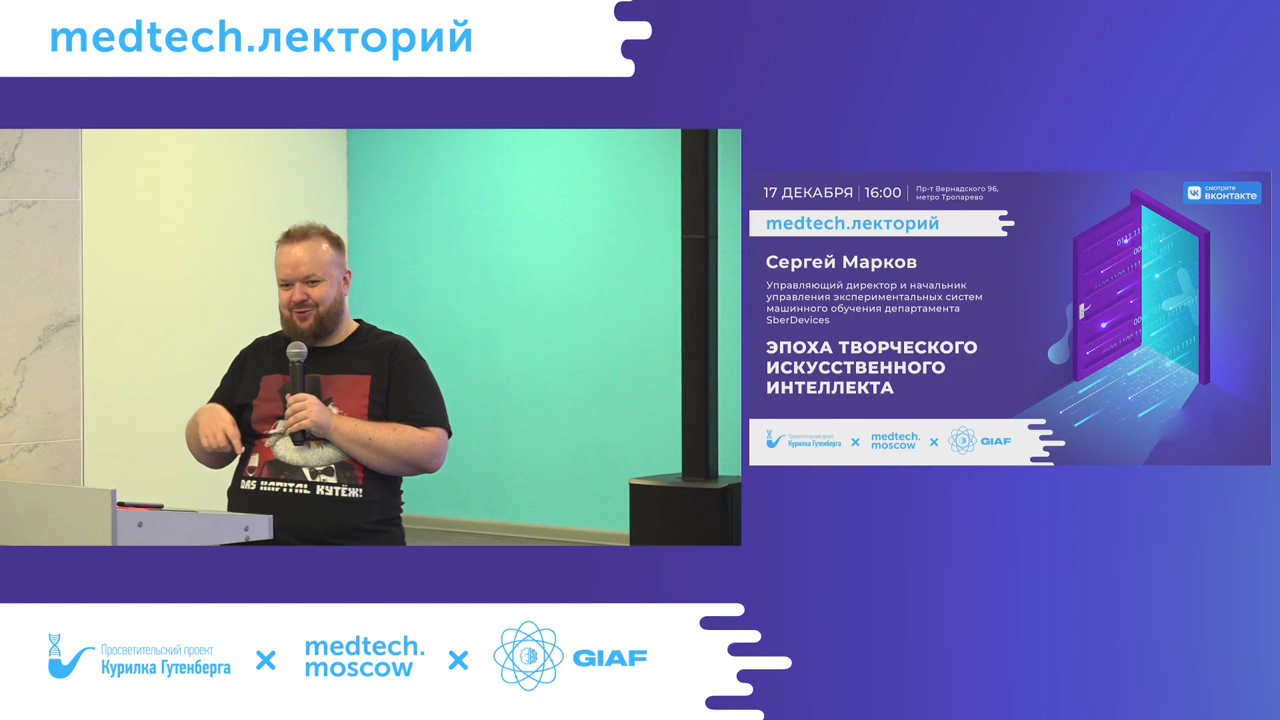 medtech.лекторий
DAS KAPITAL КУТЁЖ!
17 ДЕКАБРЯ | 16:00 | Пр-т Вернадского 96,
метро Тропарево
смотрите
вконтакте
medtech.лекторий
Сергей Марков
Управляющий директор и начальник
управления экспериментальных систем
машинного обучения департамента
SberDevices
ЭПОХА ТВОРЧЕСКОГО
ИСКУССТВЕННОГО
ИНТЕЛЛЕКТА
Просветительский проект
Курилка Гутенберга
×
medtech.
moscow
×
GIAF
Просветительский проект
Курилка Гутенберга
×
medtech.
moscow
×
GIAF